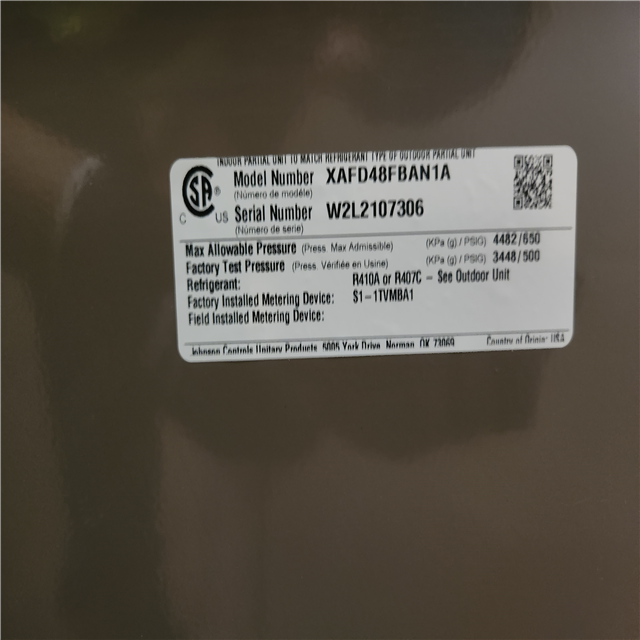 INDOOR PARTIAL UNIT TO MATCH REFRIGERANT TYPE OF OUTDOOR PARTIAL UNIT
SA ®
C US
Model Number XAFD48FBAN1A
(Número de modèle)
Serial Number W2L2107306
(Número de serie)
Max Allowable Pressure (Press. Max Admissible) (KPa (g) / PSIG) 4482/650
Factory Test Pressure (Press. Vérifiée en Usine) (KPa (g) / PSIG) 3448/500
Refrigerant: R410A or R407C - See Outdoor Unit
Factory Installed Metering Device: S1-1TVMBA1
Field Installed Metering Device:
Johnson Controls Unitary Products 5005 York Drive, Norman, OK 73069 Country of Origin: USA